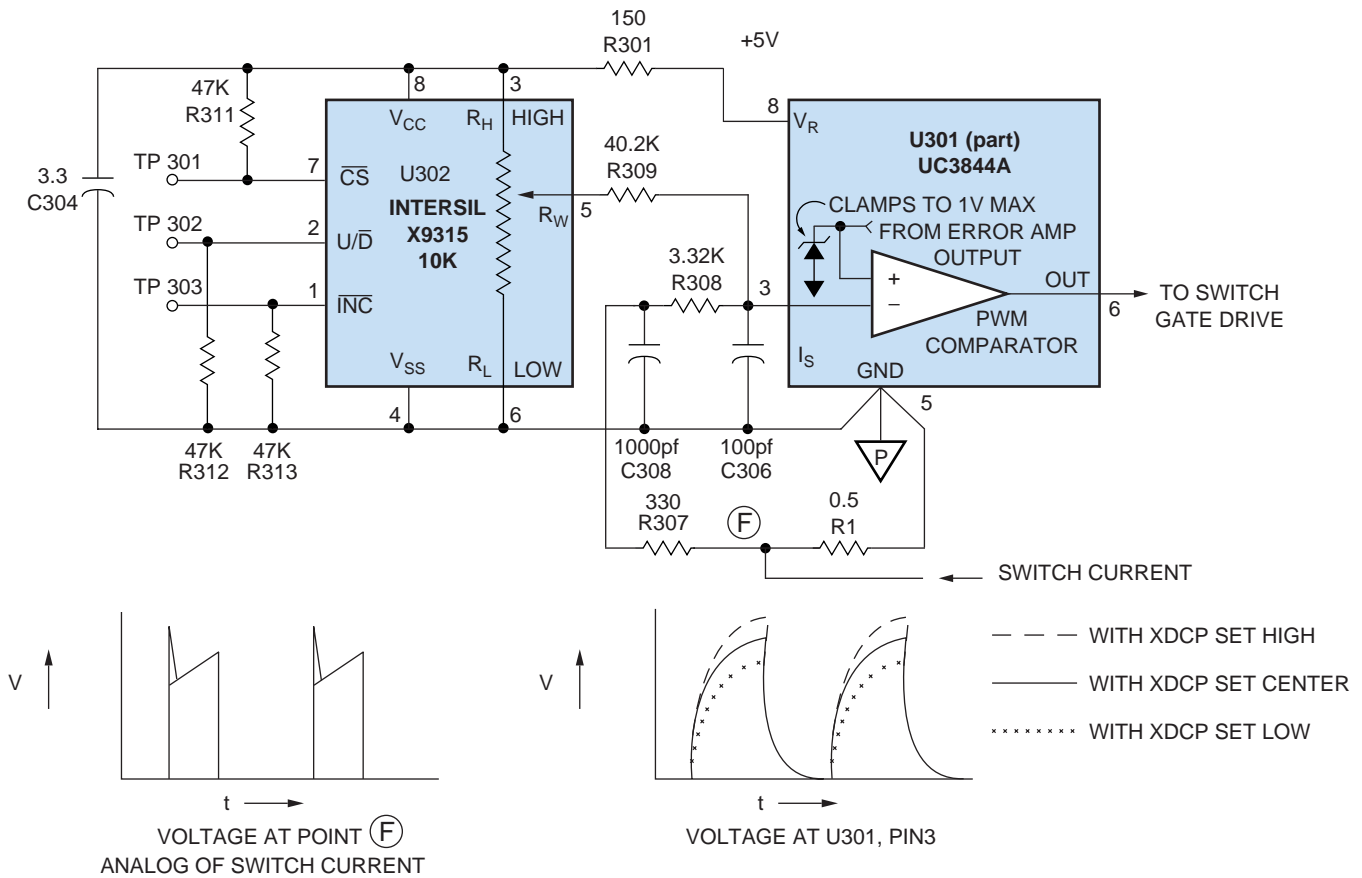 150
R301
+5V
47K
R311
8
3
V_CC
R_H
HIGH
8
V_R
U301 (part)
UC3844A
3.3
C304
TP 301
7
C̅S̅
U302
40.2K
R309
INTERSIL
X9315
10K
R_W
5
TP 302
2
U/D̅
TP 303
1
I̅N̅C̅
CLAMPS TO 1V MAX
FROM ERROR AMP
OUTPUT
3.32K
R308
3
+
−
OUT
6
TO SWITCH
GATE DRIVE
PWM
COMPARATOR
V_SS
R_L
LOW
I_S
GND
4
6
5
47K
R312
47K
R313
1000pf
C308
100pf
C306
P
330
R307
F
0.5
R1
SWITCH CURRENT
V
t
VOLTAGE AT POINT F
ANALOG OF SWITCH CURRENT
V
t
VOLTAGE AT U301, PIN3
WITH XDCP SET HIGH
WITH XDCP SET CENTER
WITH XDCP SET LOW